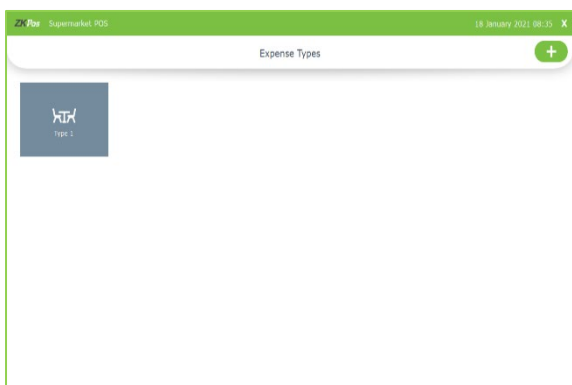 ZKPos Supermarket POS 18 January 2021 08:35 X
Expense Types
+
Type 1